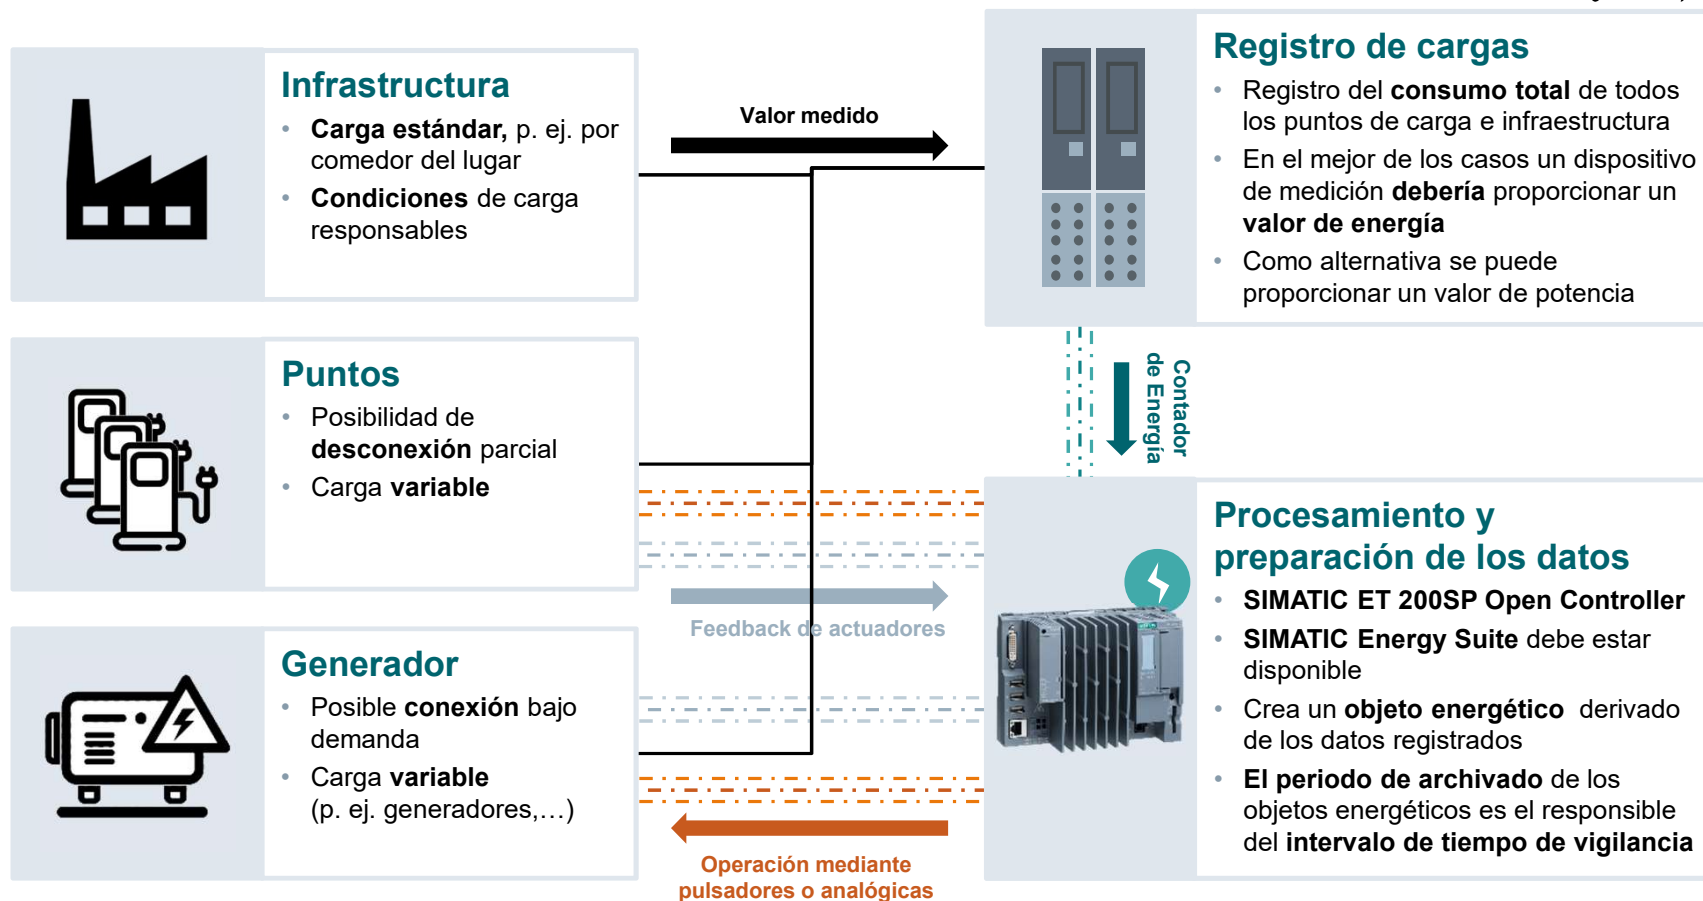 Infrastructura
• Carga estándar, p. ej. por
comedor del lugar
• Condiciones de carga
responsables
Valor medido
Registro de cargas
• Registro del consumo total de todos
los puntos de carga e infraestructura
• En el mejor de los casos un dispositivo
de medición debería proporcionar un
valor de energía
• Como alternativa se puede
proporcionar un valor de potencia
Puntos
• Posibilidad de
desconexión parcial
• Carga variable
Contador
de Energía
Feedback de actuadores
Generador
• Posible conexión bajo
demanda
• Carga variable
(p. ej. generadores,…)
Operación mediante
pulsadores o analógicas
Procesamiento y
preparación de los datos
• SIMATIC ET 200SP Open Controller
• SIMATIC Energy Suite debe estar
disponible
• Crea un objeto energético derivado
de los datos registrados
• El periodo de archivado de los
objetos energéticos es el responsible
del intervalo de tiempo de vigilancia